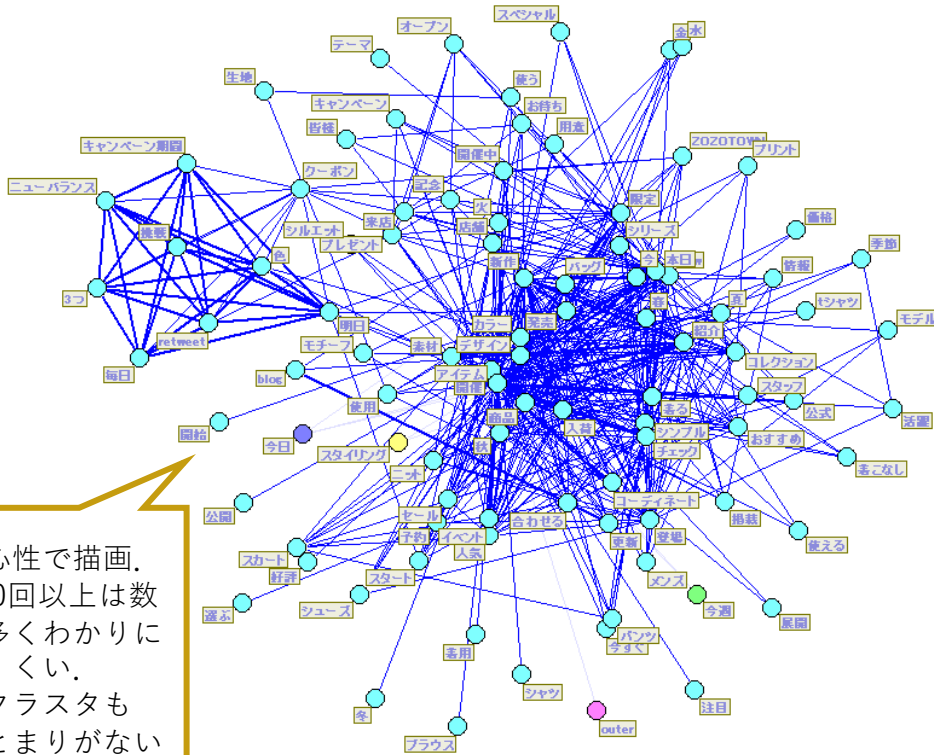 スペシャル
オープン
金
水
テーマ
生地
使う
キャンペーン
お待ち
皆様
用意
キャンペーン期間
開催中
ZOZOTOWN
プリント
ニューバランス
クーポン
記念
限定
挑戦
シルエット
来店
火
店舗
シリーズ
価格
プレゼント
色
新作
バッグ
今
本日
季節
情報
3つ
明日
カラー
発売
春
真
tシャツ
retweet
モチーフ
素材
デザイン
紹介
モデル
毎日
blog
アイテム
コレクション
開催
スタッフ
使用
商品
入荷
着る
公式
活躍
開始
今日
スタイリング
秋
シンプル
おすすめ
チェック
ニット
着こなし
公開
セール
合わせる
コーディネート
掲載
予約
イベント
更新
登場
使える
人気
スカート
好評
スタート
メンズ
選ぶ
シューズ
今週
展開
パンツ
今すぐ
着用
シャツ
冬
outer
注目
ブラウス
心性で描画.
0回以上は数
多くわかりに
くい.
クラスタも
とまりがない